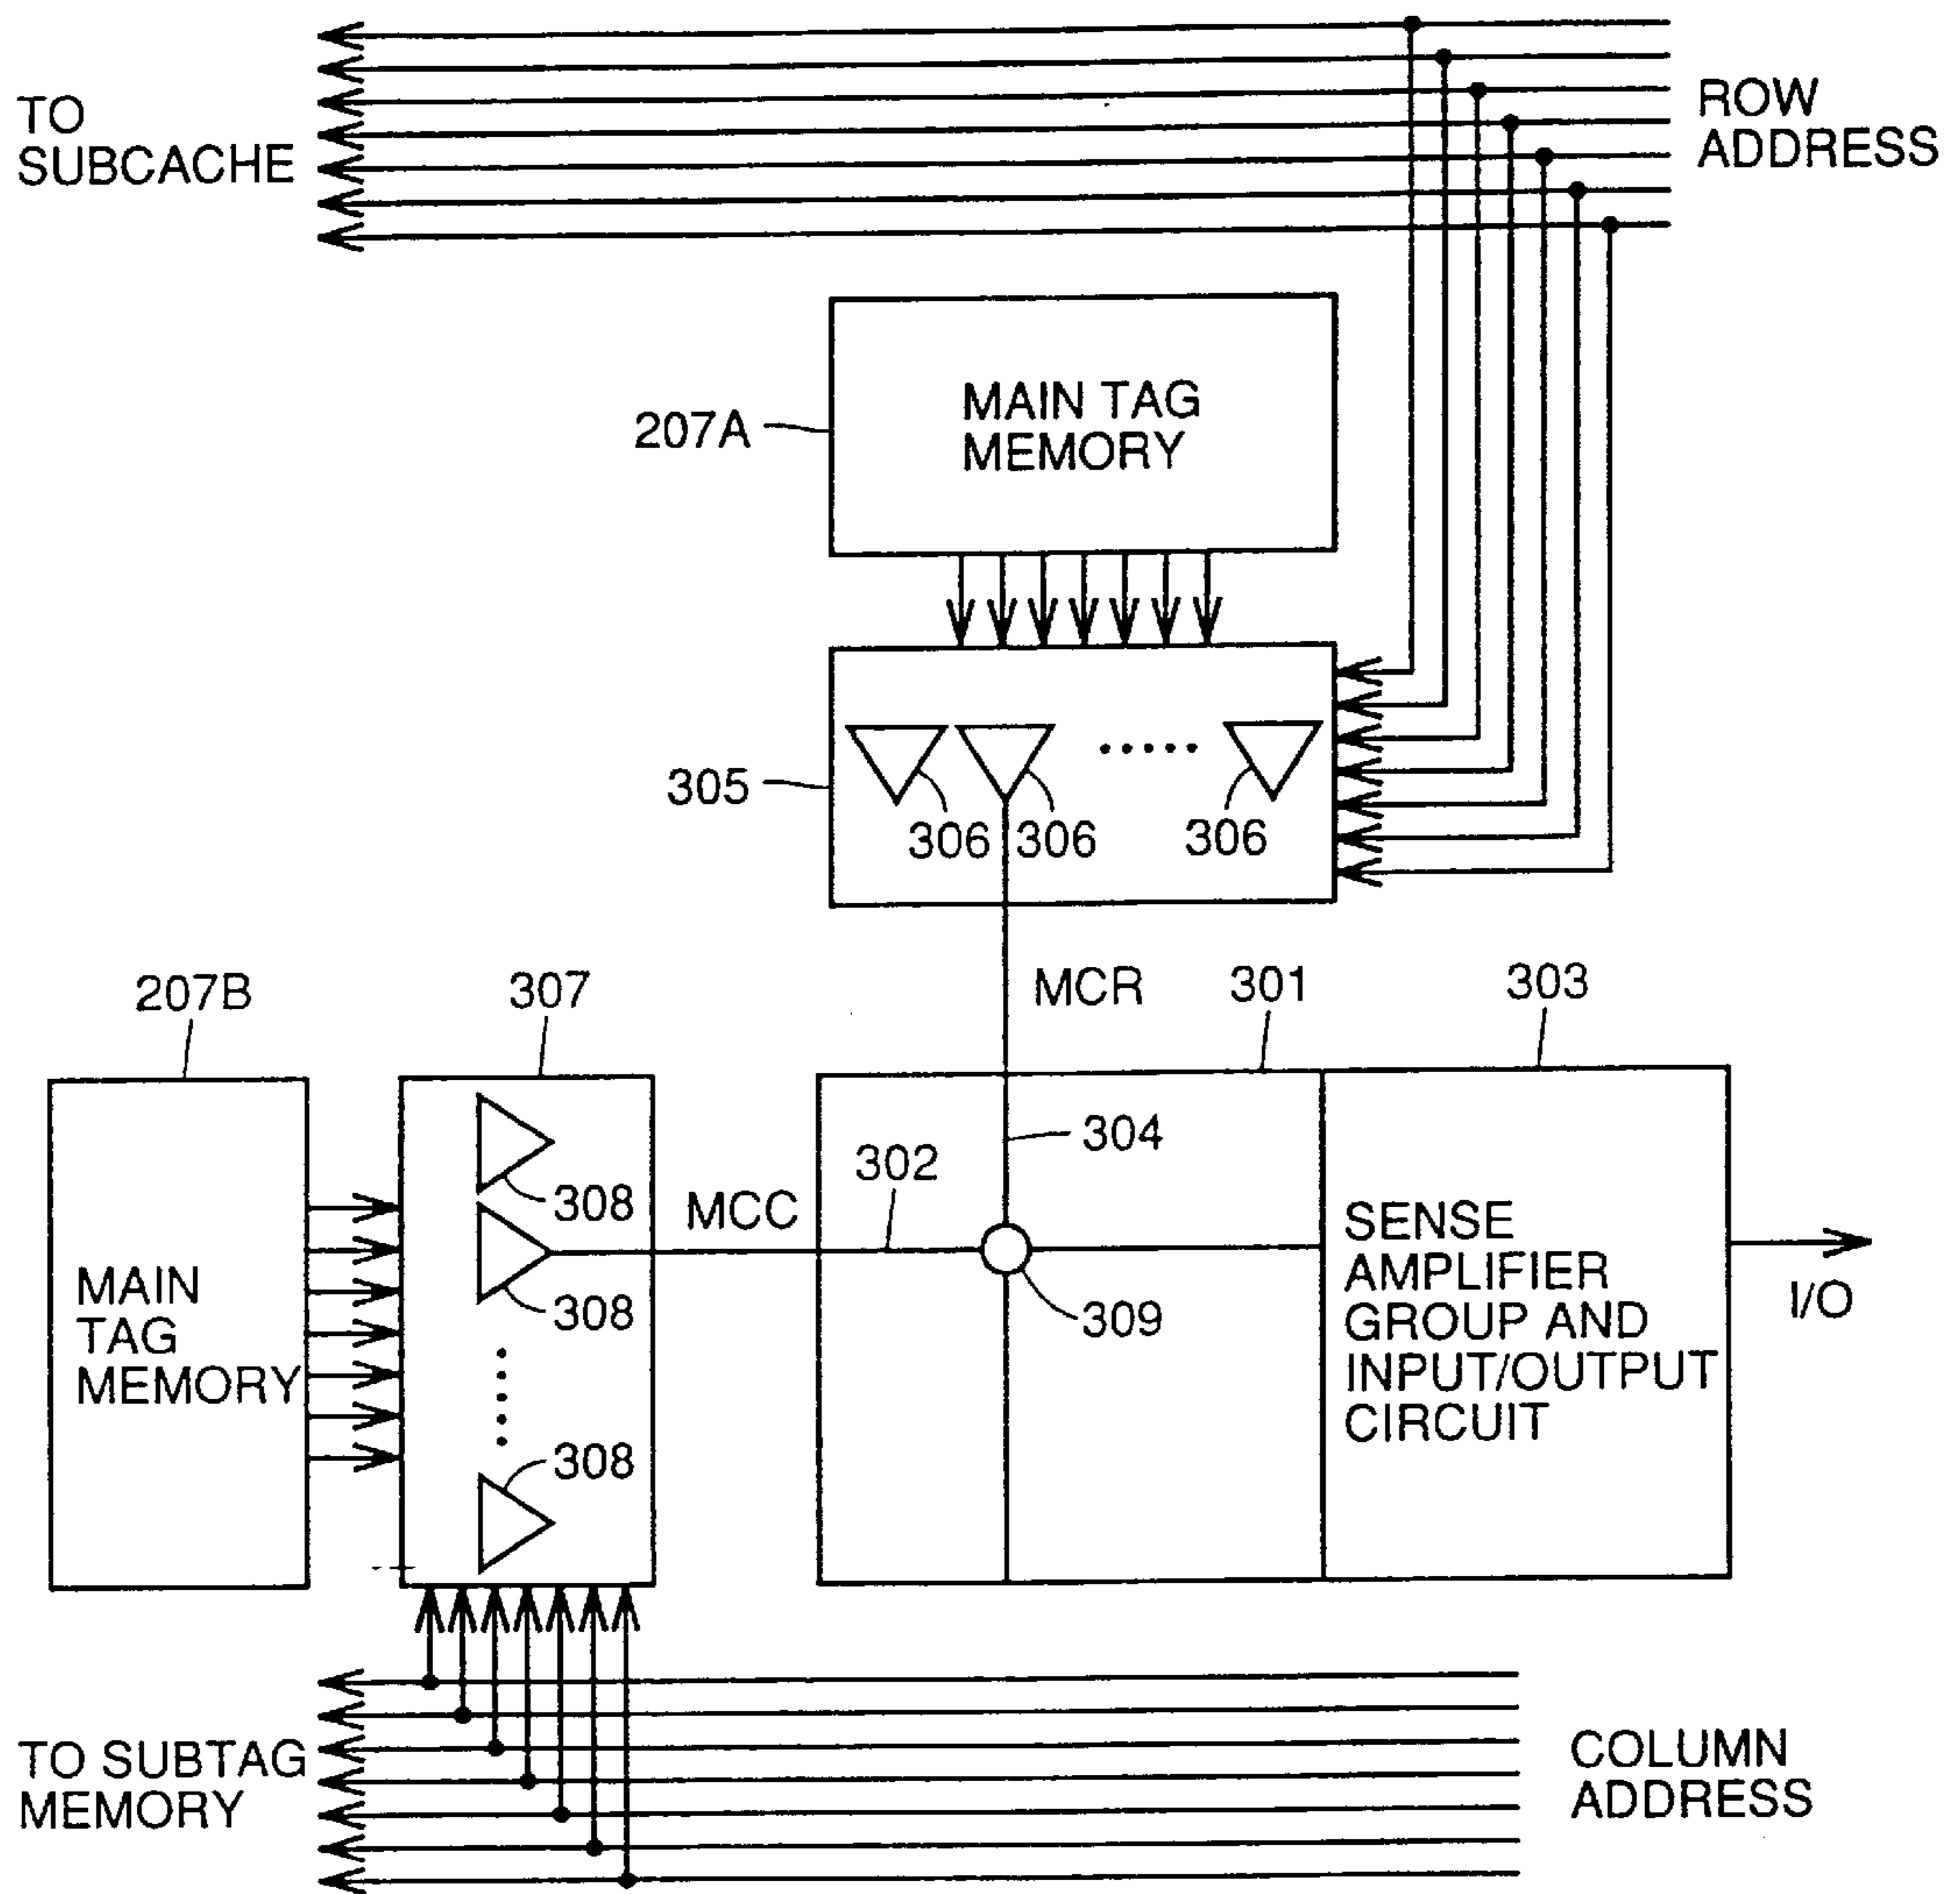 TO
SUBCACHE
ROW
ADDRESS
207A
MAIN TAG
MEMORY
305
306
306
306
MCR
207B
307
301
303
304
302
MCC
308
308
308
309
MAIN
TAG
MEMORY
SENSE
AMPLIFIER
GROUP AND
INPUT/OUTPUT
CIRCUIT
I/O
TO SUBTAG
MEMORY
COLUMN
ADDRESS